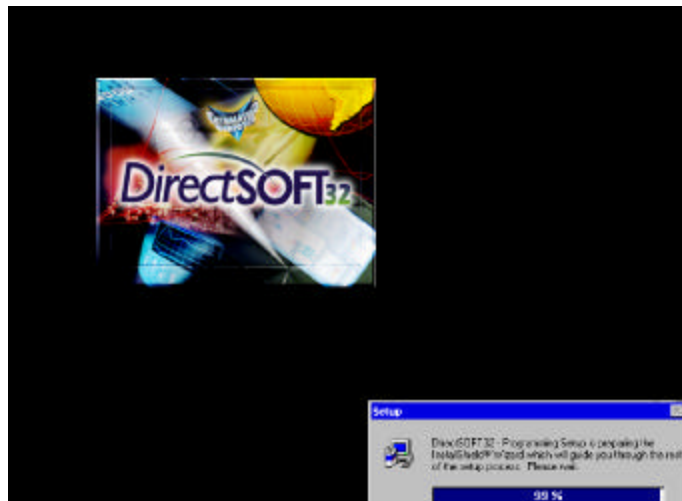 DirectSOFT32
Setup
DirectSOFT32 - Programming Setup is preparing the
InstallShield® Wizard which will guide you through the rest
of the setup process. Please wait.
99 %